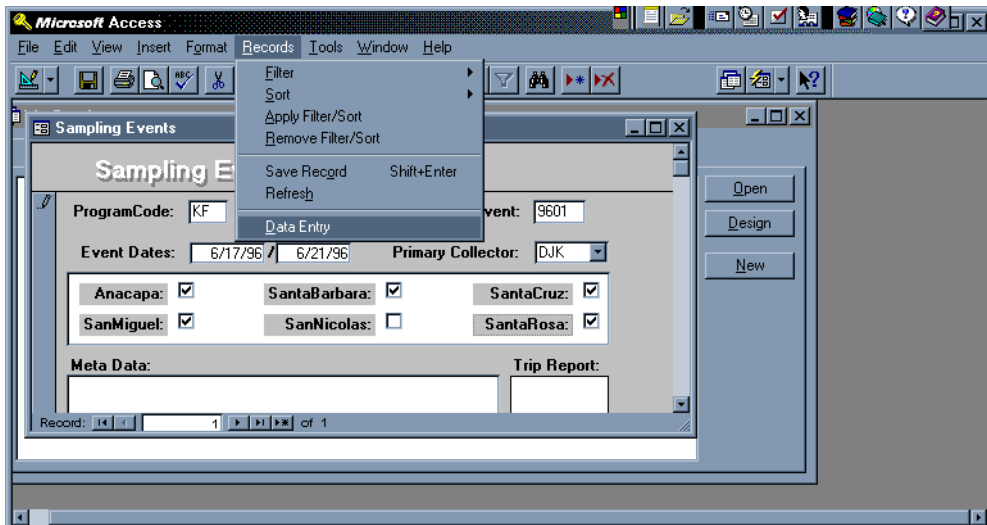 Microsoft Access
File Edit View Insert Format Records Tools Window Help
ABC
Filter
Sort
Apply Filter/Sort
Remove Filter/Sort
Save Record Shift+Enter
Refresh
Data Entry
Sampling Events
Sampling E
Open
Design
New
ProgramCode: KF vent: 9601
Event Dates: 6/17/96 / 6/21/96 Primary Collector: DJK
Anacapa: SantaBarbara: SantaCruz:
SanMiguel: SanNicolas: SantaRosa:
Meta Data: Trip Report:
Record: 1 of 1